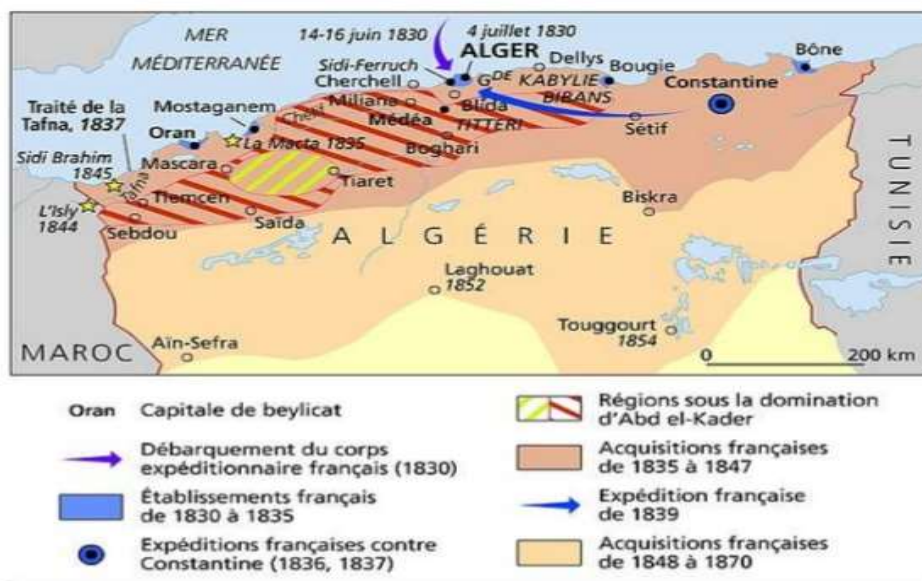 MER
MÉDITERRANÉE
14-16 juin 1830
4 juillet 1830
ALGER
Sidi-Ferruch
Cherchell
Dellys
Bougie
Bône
GDE KABYLIE
BIBANS
Constantine
Traité de la
Tafna, 1837
Mostaganem
Chelif
Miliana
Blida
Médéa
TITTERI
Sétif
Oran
La Macta 1835
Boghari
Sidi Brahim
1845
Mascara
Tafna
Tiaret
Tlemcen
L'Isly
1844
Saïda
Sebdou
Biskra
ALGÉRIE
TUNISIE
Laghouat
1852
Touggourt
1854
Aïn-Sefra
MAROC
0 200 km
Oran Capitale de beylicat
Débarquement du corps
expéditionnaire français (1830)
Établissements français
de 1830 à 1835
Expéditions françaises contre
Constantine (1836, 1837)
Régions sous la domination
d'Abd el-Kader
Acquisitions françaises
de 1835 à 1847
Expédition française
de 1839
Acquisitions françaises
de 1848 à 1870